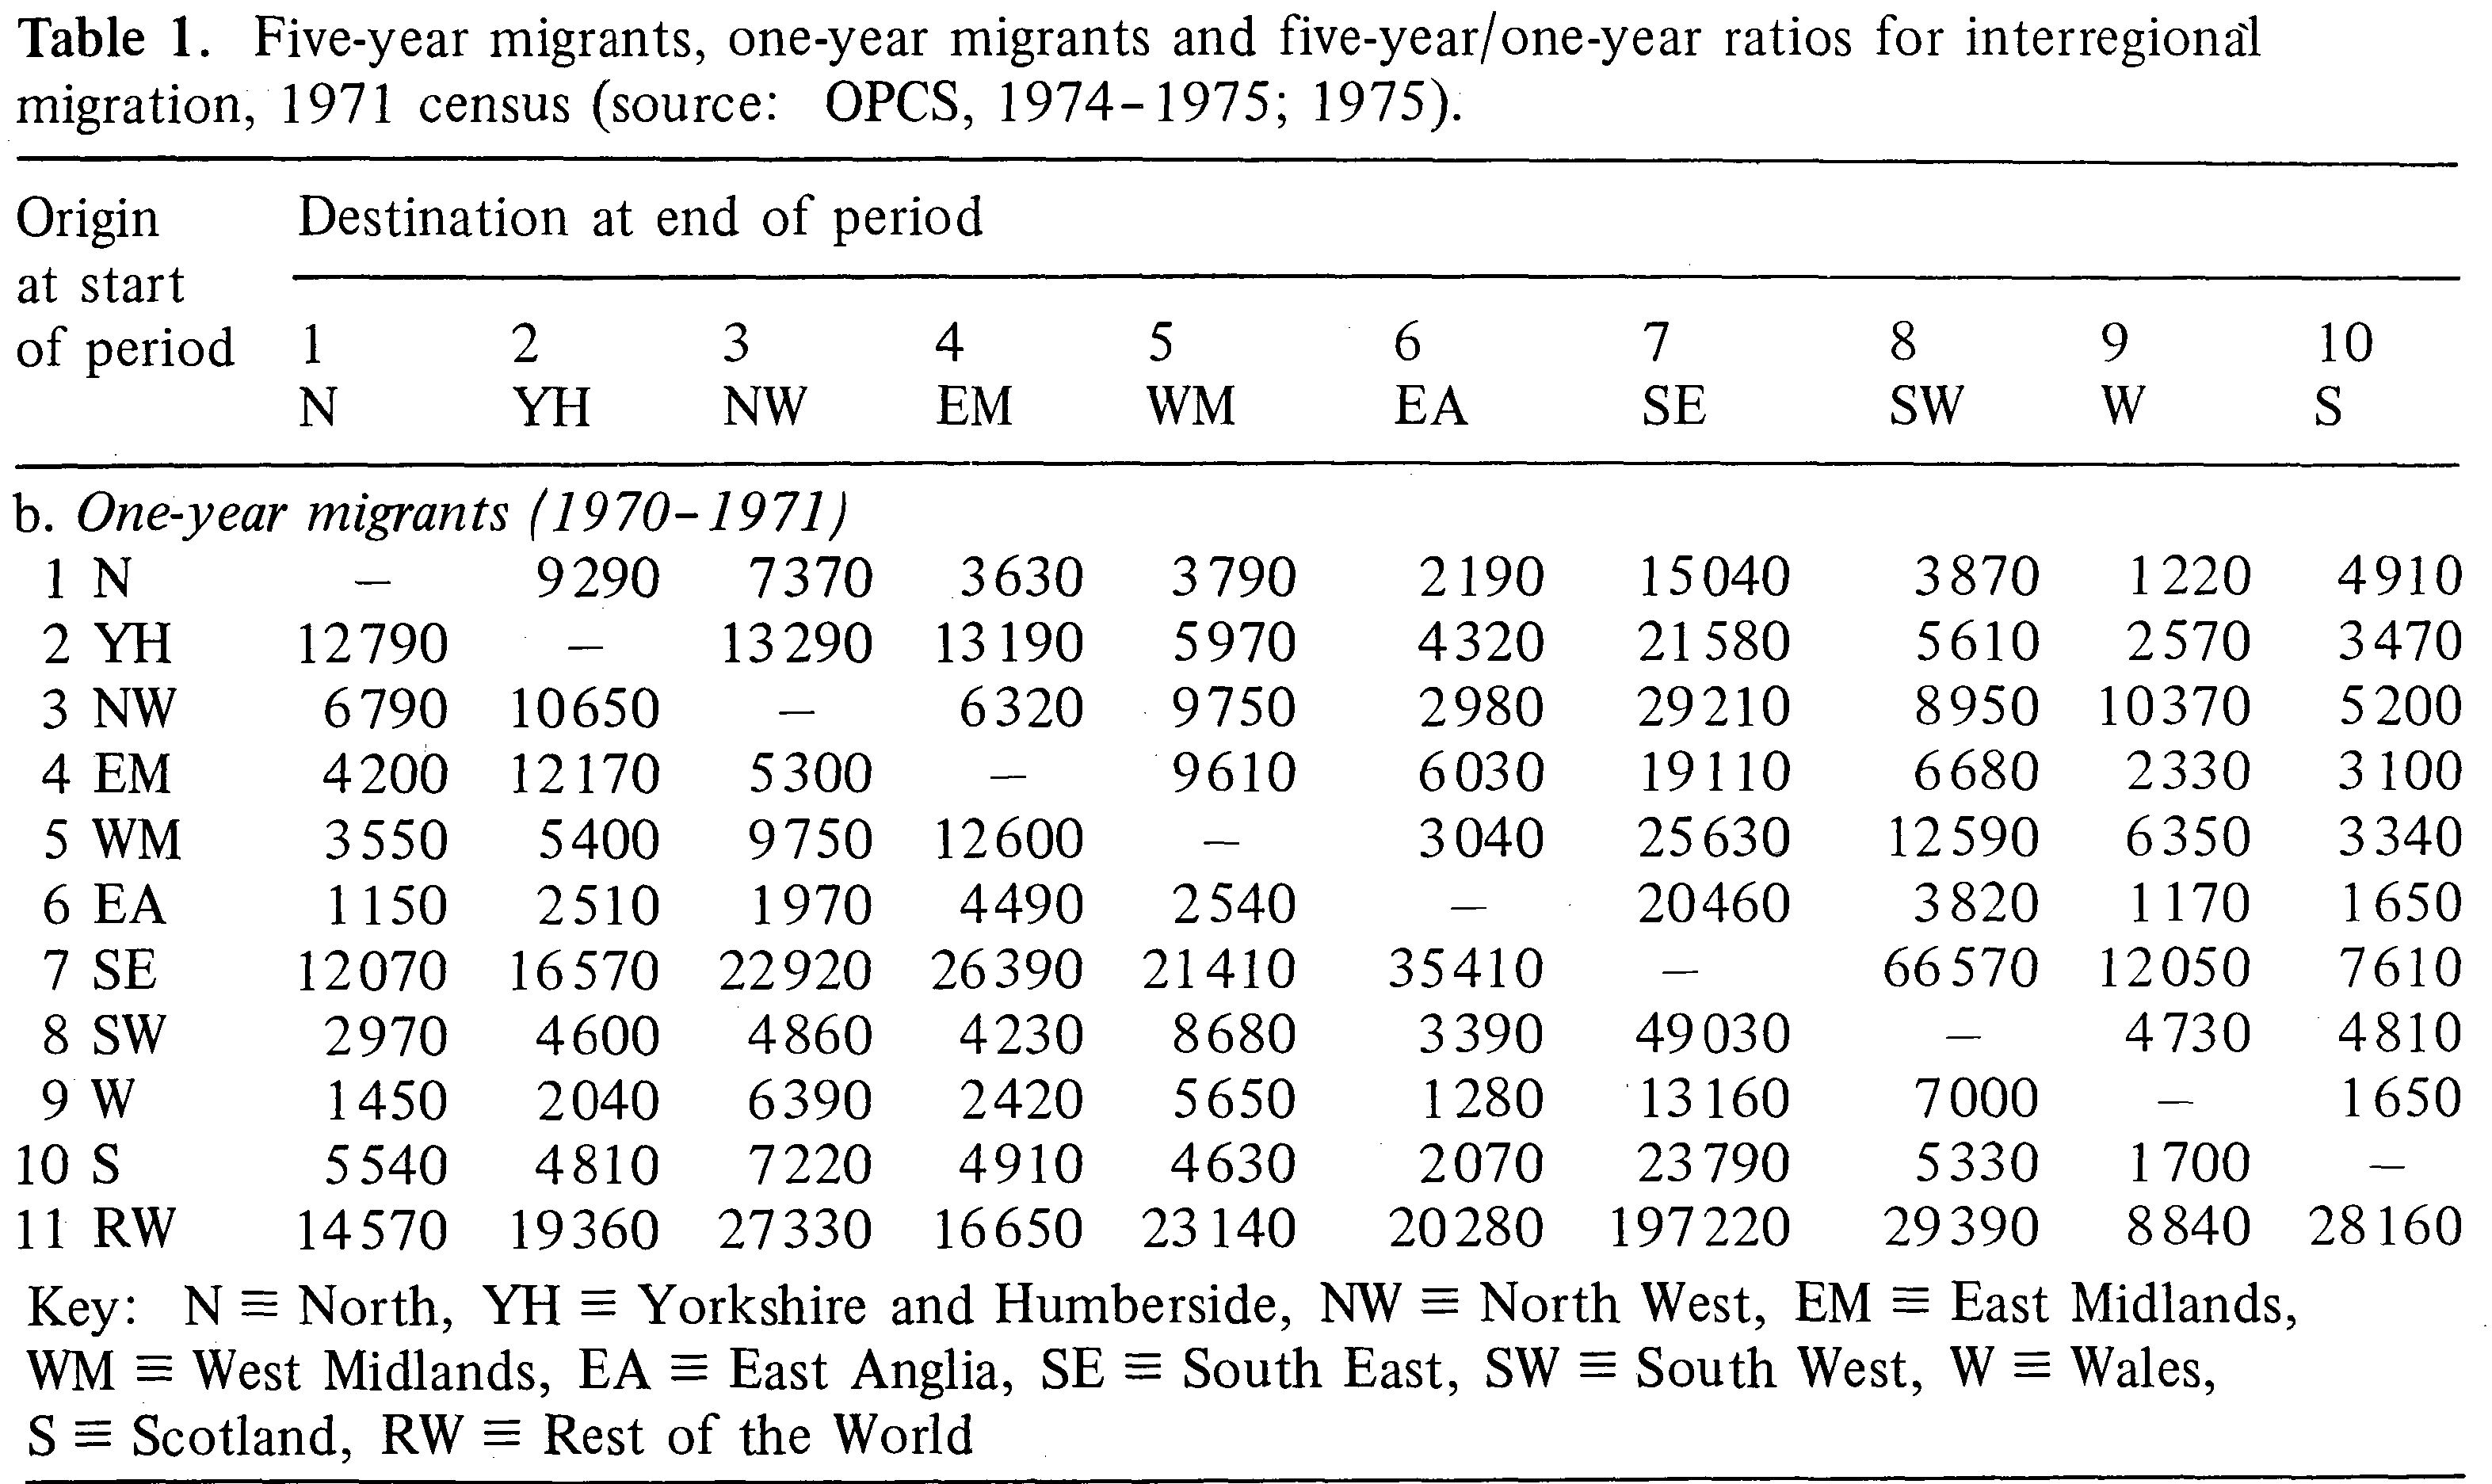 Table 1. Five-year migrants, one-year migrants and five-year/one-year ratios for interregional
migration, 1971 census (source: OPCS, 1974-1975; 1975).
Origin Destination at end of period
at start
of period 1 2 3 4 5 6 7 8 9 10
N YH NW EM WM EA SE SW W S
b. One-year migrants (1970-1971)
1 N – 9290 7370 3630 3790 2190 15040 3870 1220 4910
2 YH 12790 – 13290 13190 5970 4320 21580 5610 2570 3470
3 NW 6790 10650 – 6320 9750 2980 29210 8950 10370 5200
4 EM 4200 12170 5300 – 9610 6030 19110 6680 2330 3100
5 WM 3550 5400 9750 12600 – 3040 25630 12590 6350 3340
6 EA 1150 2510 1970 4490 2540 – 20460 3820 1170 1650
7 SE 12070 16570 22920 26390 21410 35410 – 66570 12050 7610
8 SW 2970 4600 4860 4230 8680 3390 49030 – 4730 4810
9 W 1450 2040 6390 2420 5650 1280 13160 7000 – 1650
10 S 5540 4810 7220 4910 4630 2070 23790 5330 1700 –
11 RW 14570 19360 27330 16650 23140 20280 197220 29390 8840 28160
Key: N ≡ North, YH ≡ Yorkshire and Humberside, NW ≡ North West, EM ≡ East Midlands,
WM ≡ West Midlands, EA ≡ East Anglia, SE ≡ South East, SW ≡ South West, W ≡ Wales,
S ≡ Scotland, RW ≡ Rest of the World